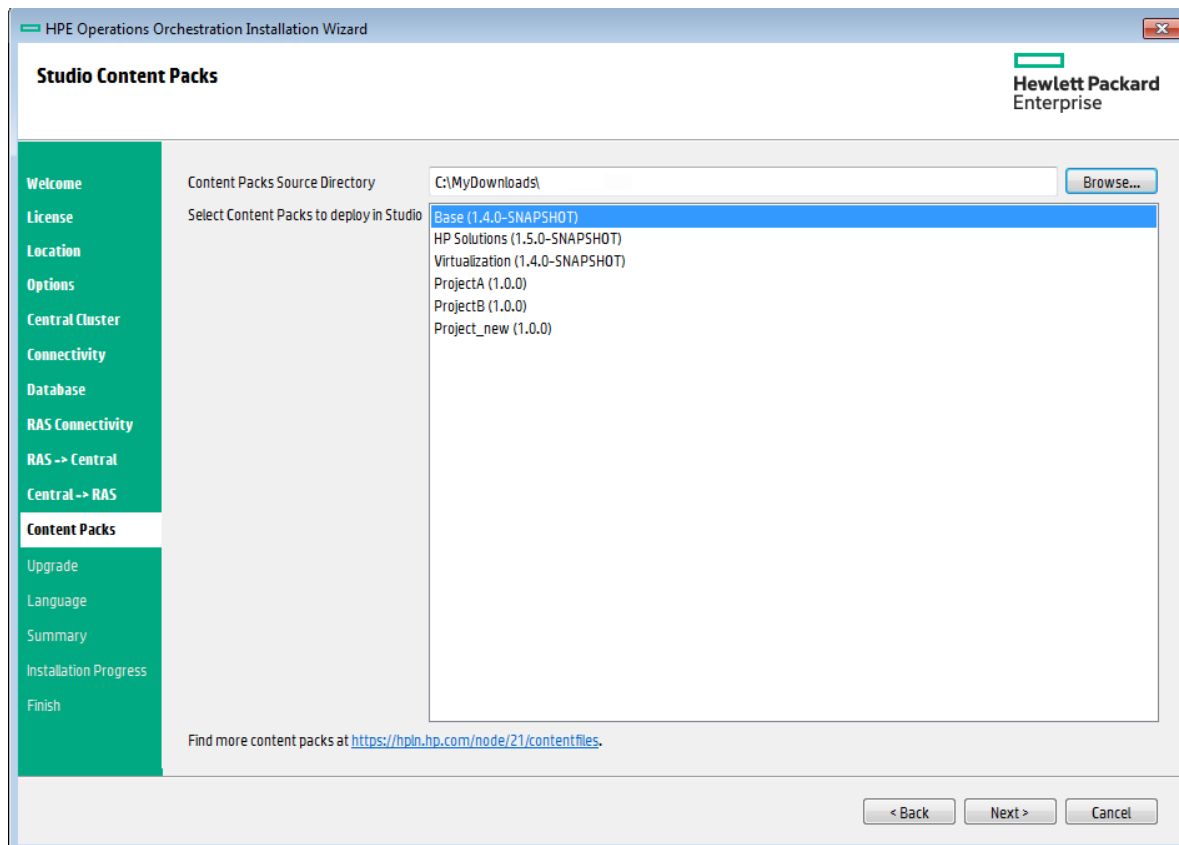 HPE Operations Orchestration Installation Wizard
Studio Content Packs
Hewlett Packard
Enterprise
Welcome
License
Location
Options
Central Cluster
Connectivity
Database
RAS Connectivity
RAS -> Central
Central -> RAS
Content Packs
Upgrade
Language
Summary
Installation Progress
Finish
Content Packs Source Directory
C:\MyDownloads\
Browse...
Select Content Packs to deploy in Studio
Base (1.4.0-SNAPSHOT)
HP Solutions (1.5.0-SNAPSHOT)
Virtualization (1.4.0-SNAPSHOT)
ProjectA (1.0.0)
ProjectB (1.0.0)
Project_new (1.0.0)
Find more content packs at https://hpln.hp.com/node/21/contentfiles.
< Back
Next >
Cancel